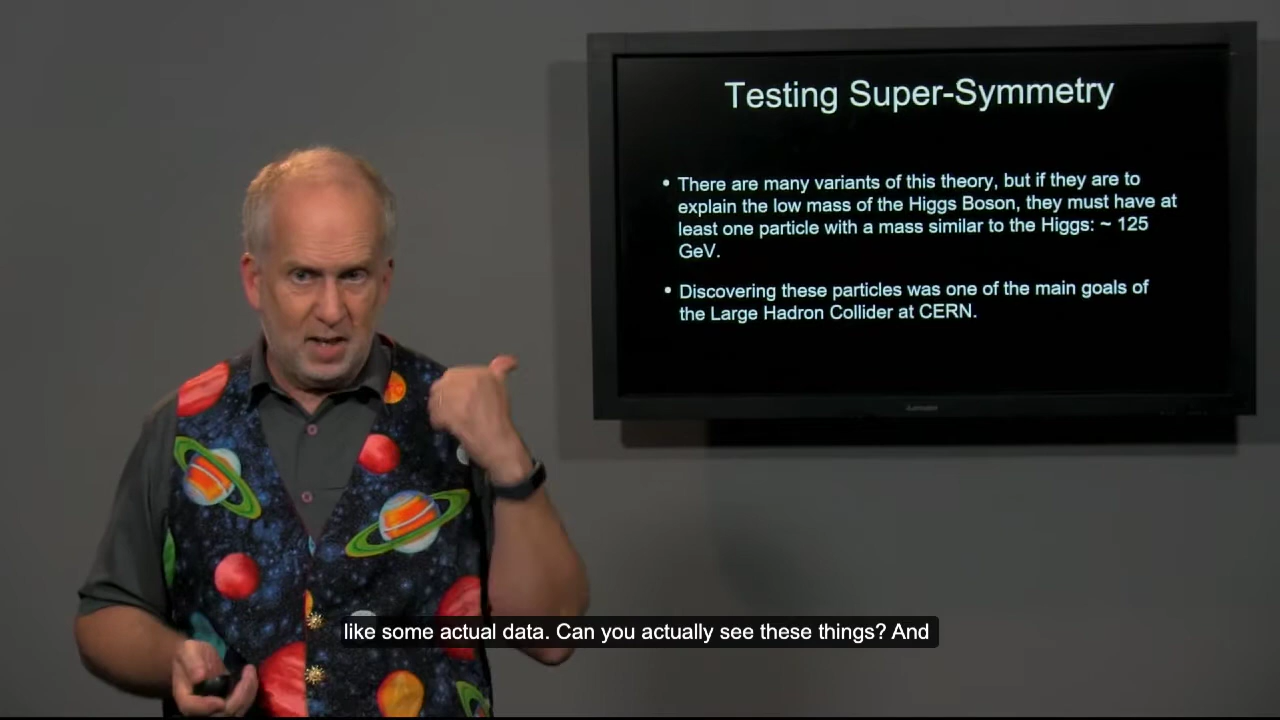 Testing Super-Symmetry
• There are many variants of this theory, but if they are to
explain the low mass of the Higgs Boson, they must have at
least one particle with a mass similar to the Higgs: ~ 125
GeV.
• Discovering these particles was one of the main goals of
the Large Hadron Collider at CERN.
like some actual data. Can you actually see these things? And